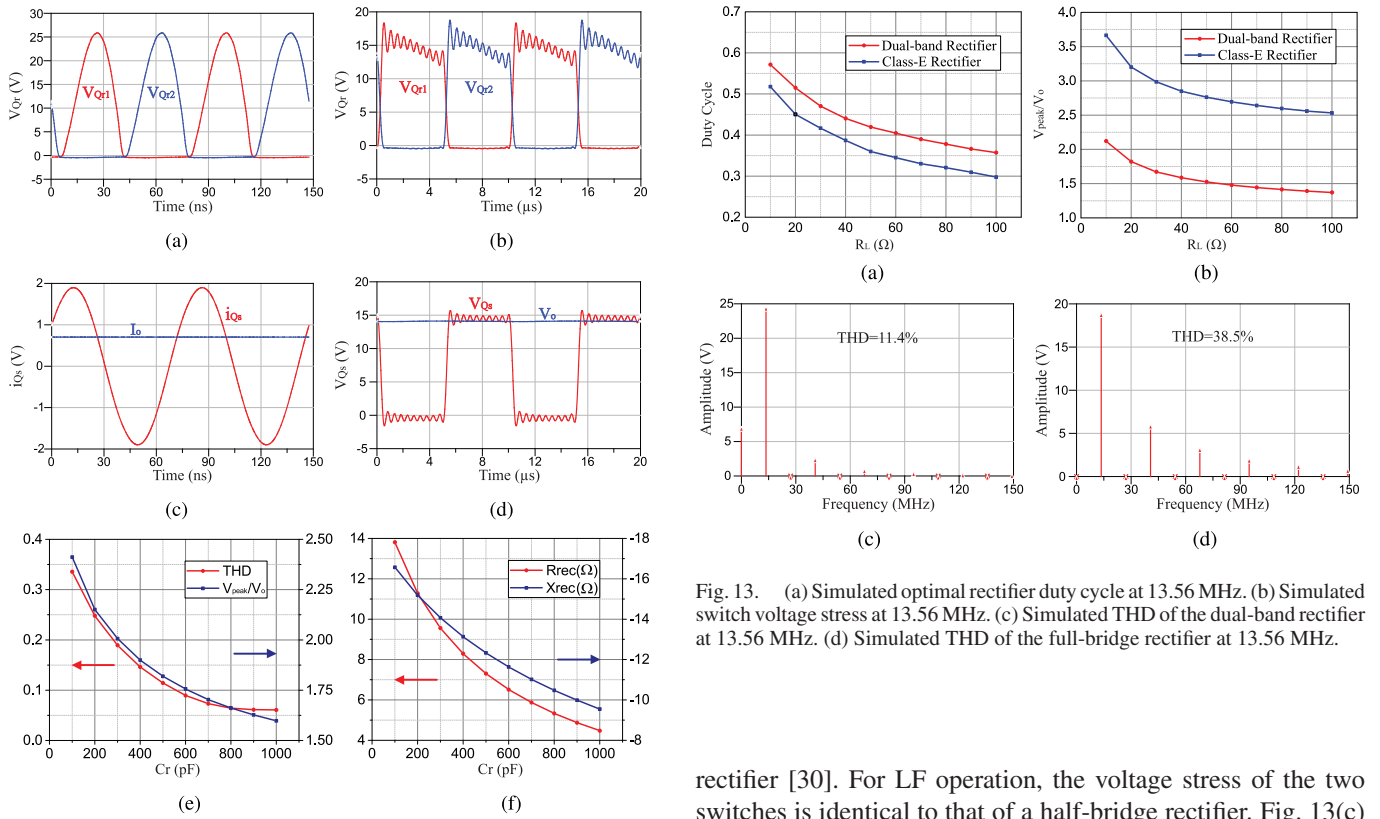 30
25
20
15
10
5
0
-5
V_Qr (V)
V_Qr1
V_Qr2
0 30 60 90 120 150
Time (ns)
(a)
20
15
10
5
0
-5
V_Qr (V)
V_Qr1
V_Qr2
0 4 8 12 16 20
Time (µs)
(b)
2
1
0
-1
-2
i_Qs (V)
I_o
i_Qs
0 30 60 90 120 150
Time (ns)
(c)
20
15
10
5
0
-5
V_Qs (V)
V_Qs
V_o
0 4 8 12 16 20
Time (µs)
(d)
0.4
0.3
0.2
0.1
0.0
THD
V_peak/V_o
2.50
2.25
2.00
1.75
1.50
0 200 400 600 800 1000
Cr (pF)
(e)
14
12
10
8
6
4
Rrec(Ω)
Xrec(Ω)
-18
-16
-14
-12
-10
-8
0 200 400 600 800 1000
Cr (pF)
(f)
0.7
0.6
0.5
0.4
0.3
0.2
Duty Cycle
Dual-band Rectifier
Class-E Rectifier
0 20 40 60 80 100
R_L (Ω)
(a)
4.0
3.5
3.0
2.5
2.0
1.5
1.0
V_peak/V_o
Dual-band Rectifier
Class-E Rectifier
0 20 40 60 80 100
R_L (Ω)
(b)
25
20
15
10
5
0
Amplitude (V)
THD=11.4%
0 30 60 90 120 150
Frequency (MHz)
(c)
20
15
10
5
0
Amplitude (V)
THD=38.5%
0 30 60 90 120 150
Frequency (MHz)
(d)
Fig. 13. (a) Simulated optimal rectifier duty cycle at 13.56 MHz. (b) Simulated
switch voltage stress at 13.56 MHz. (c) Simulated THD of the dual-band rectifier
at 13.56 MHz. (d) Simulated THD of the full-bridge rectifier at 13.56 MHz.
rectifier [30]. For LF operation, the voltage stress of the two
switches is identical to that of a half-bridge rectifier. Fig. 13(c)